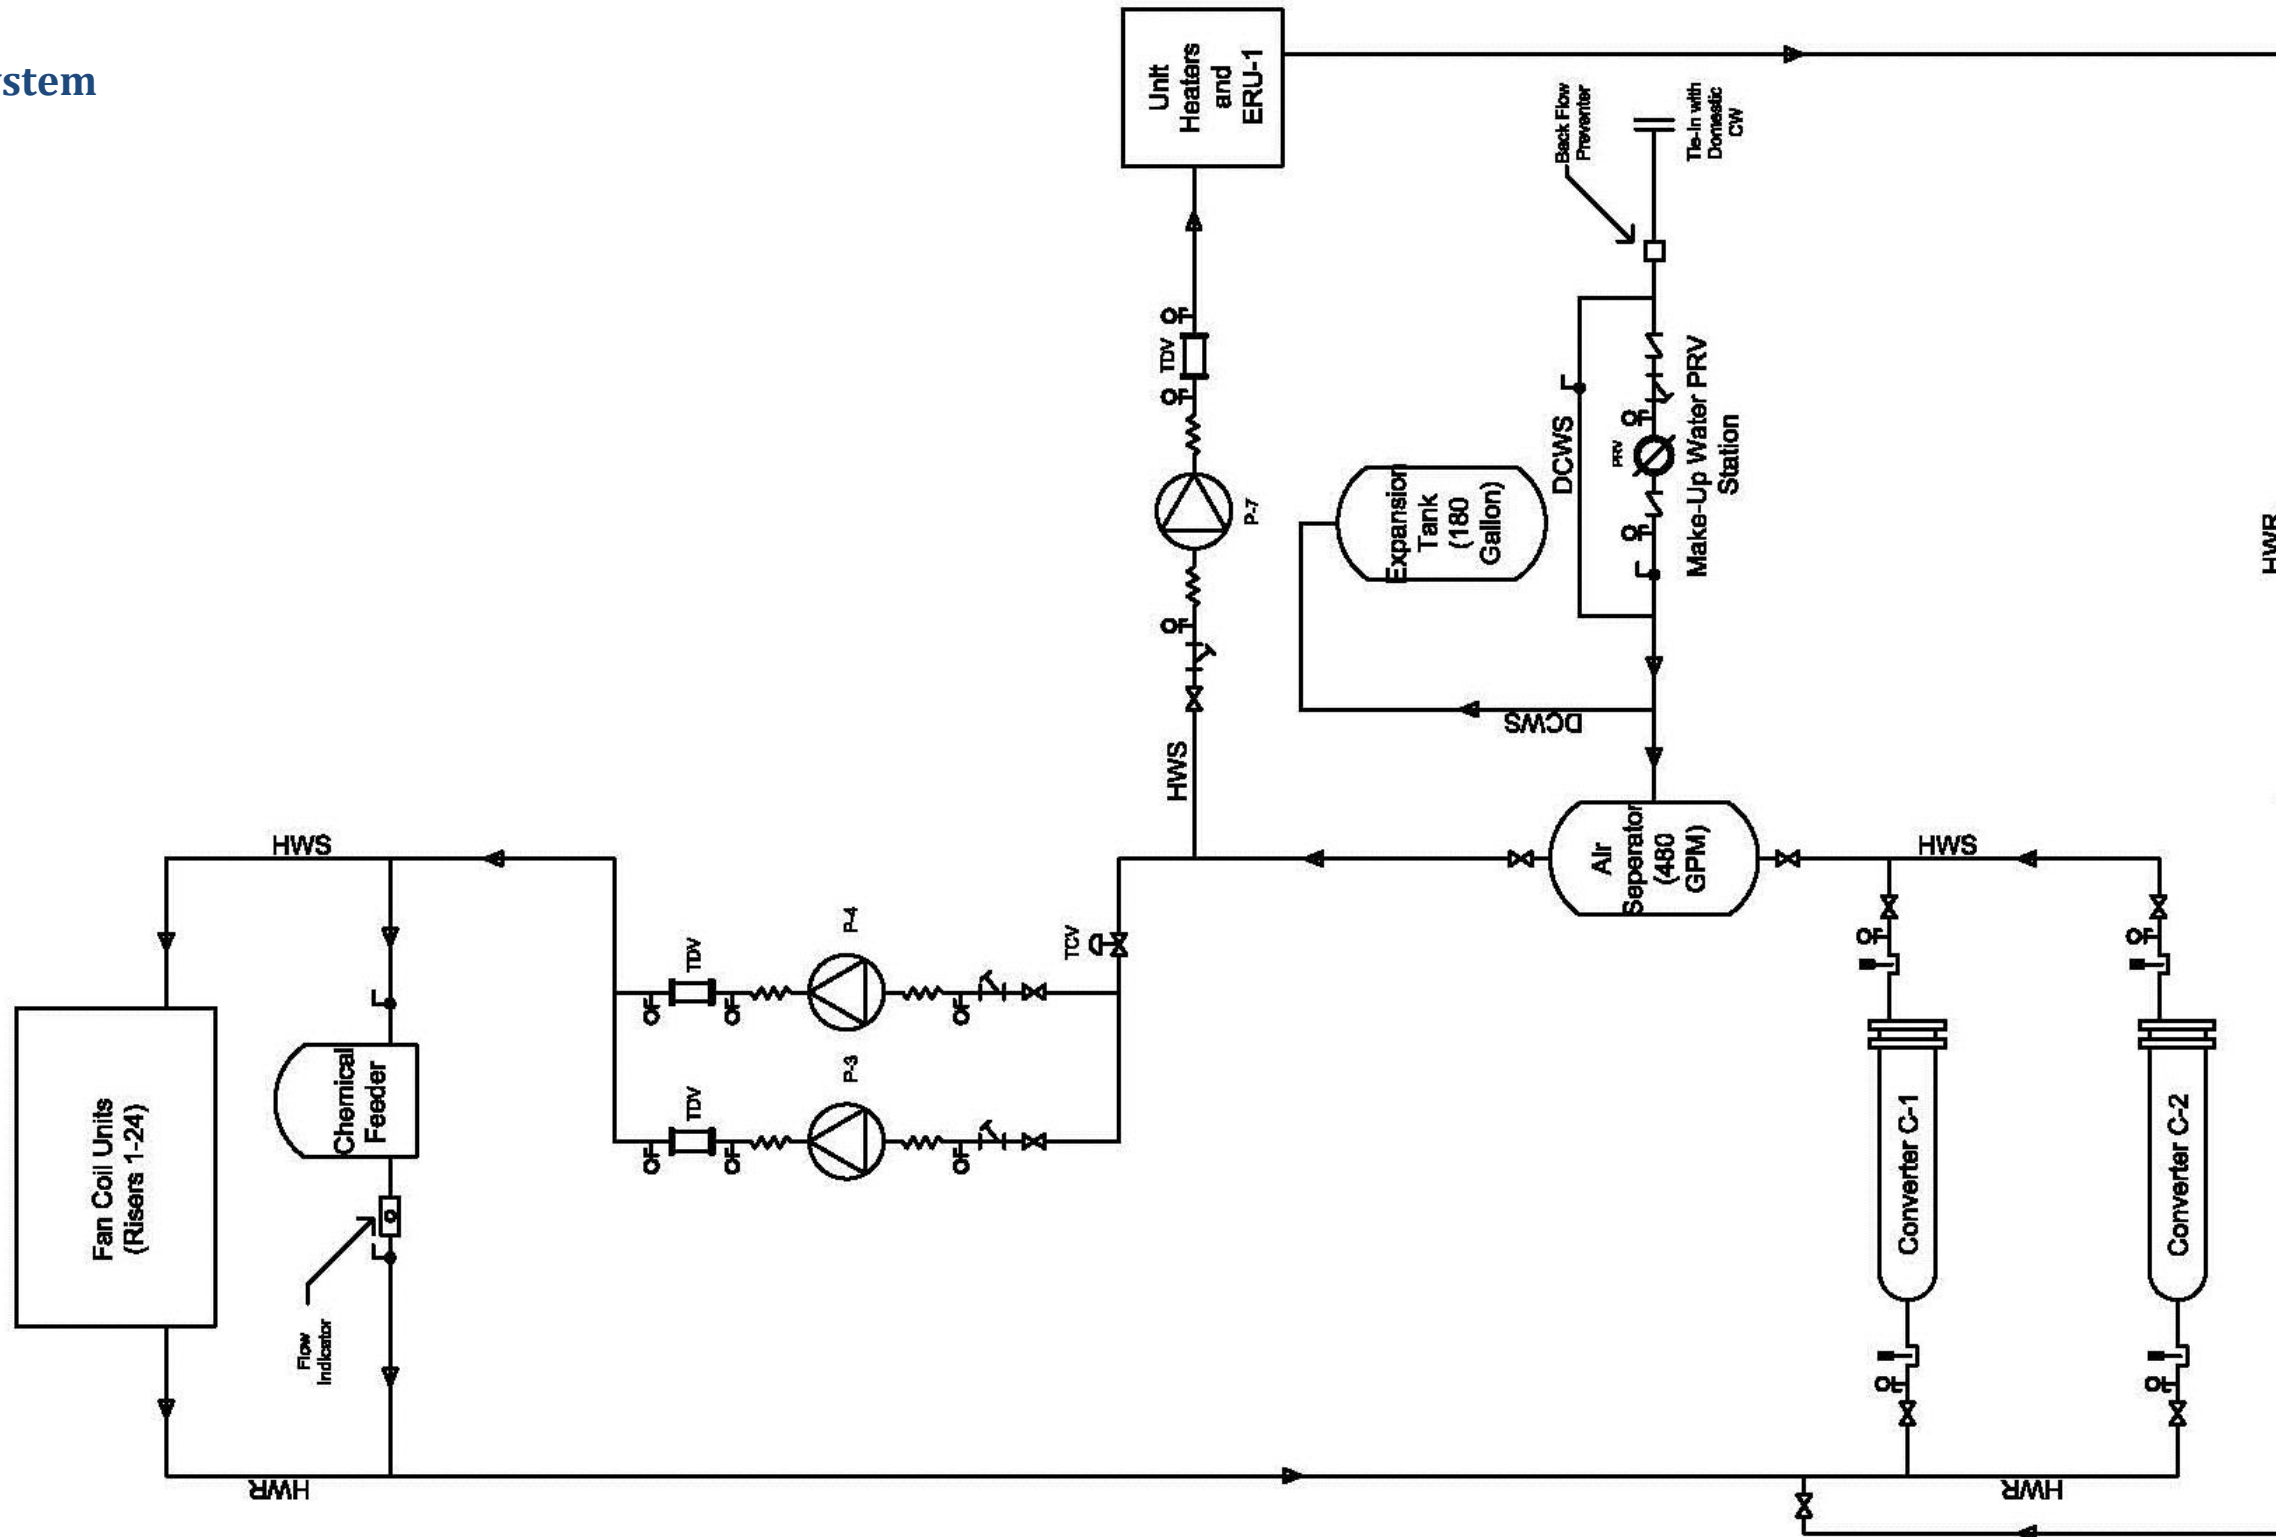 ystem
Unit
Heaters
and
ERU-1
Back Flow
Preventer
Tie-In with
Domestic
CW
TDV
P-7
HWS
DCWS
PRV
Make-Up Water PRV
Station
Expansion
Tank
(180
Gallon)
DCWS
HWR
HWS
Fan Coil Units
(Risers 1-24)
Chemical
Feeder
Flow
Indicator
HWR
TDV
P-4
TDV
P-3
TCV
Air
Seperator
(480
GPM)
HWS
Converter C-1
Converter C-2
HWR